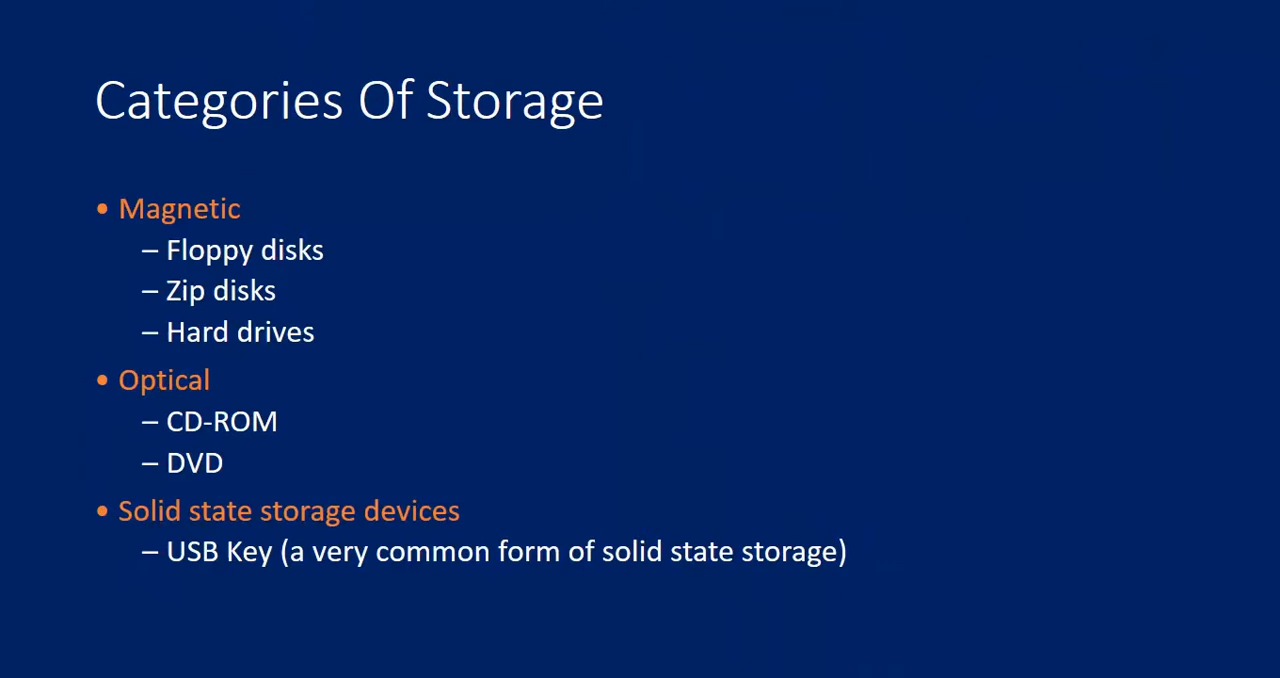 Categories Of Storage
• Magnetic
– Floppy disks
– Zip disks
– Hard drives
• Optical
– CD-ROM
– DVD
• Solid state storage devices
– USB Key (a very common form of solid state storage)